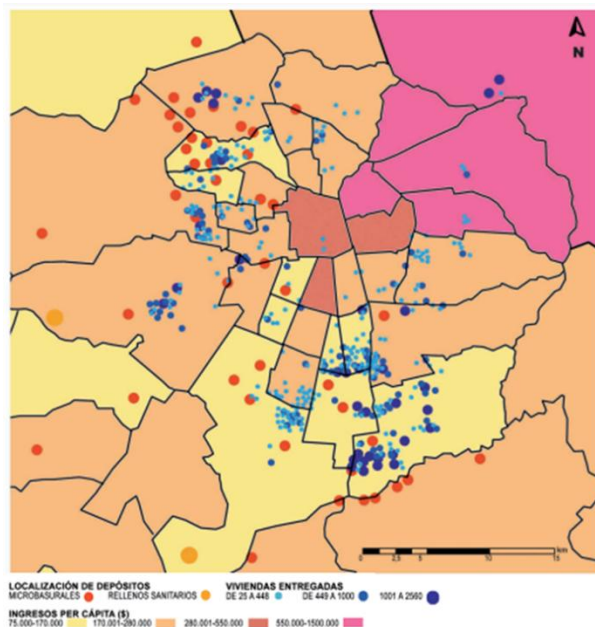 N
km
0 2,5 5 10 15
LOCALIZACIÓN DE DEPÓSITOS VIVIENDAS ENTREGADAS
MICROBASURALES RELLENOS SANITARIOS DE 25 A 448 DE 449 A 1000 1001 A 2560
INGRESOS PER CÁPITA ($)
75.000-170.000 170.001-280.000 280.001-550.000 550.000-1500.000